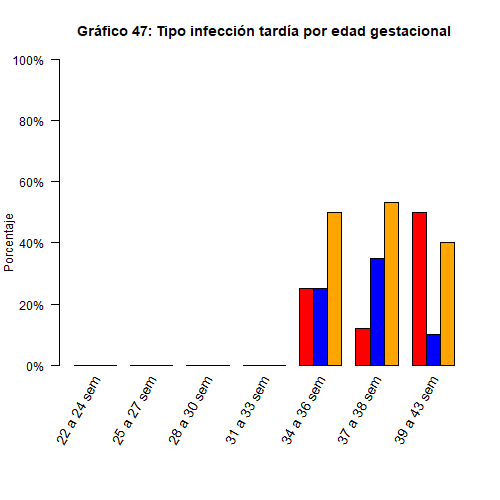 Gráfico 47: Tipo infección tardía por edad gestacional
100%
80%
60%
40%
20%
0%
Porcentaje
22 a 24 sem
25 a 27 sem
28 a 30 sem
31 a 33 sem
34 a 36 sem
37 a 38 sem
39 a 43 sem